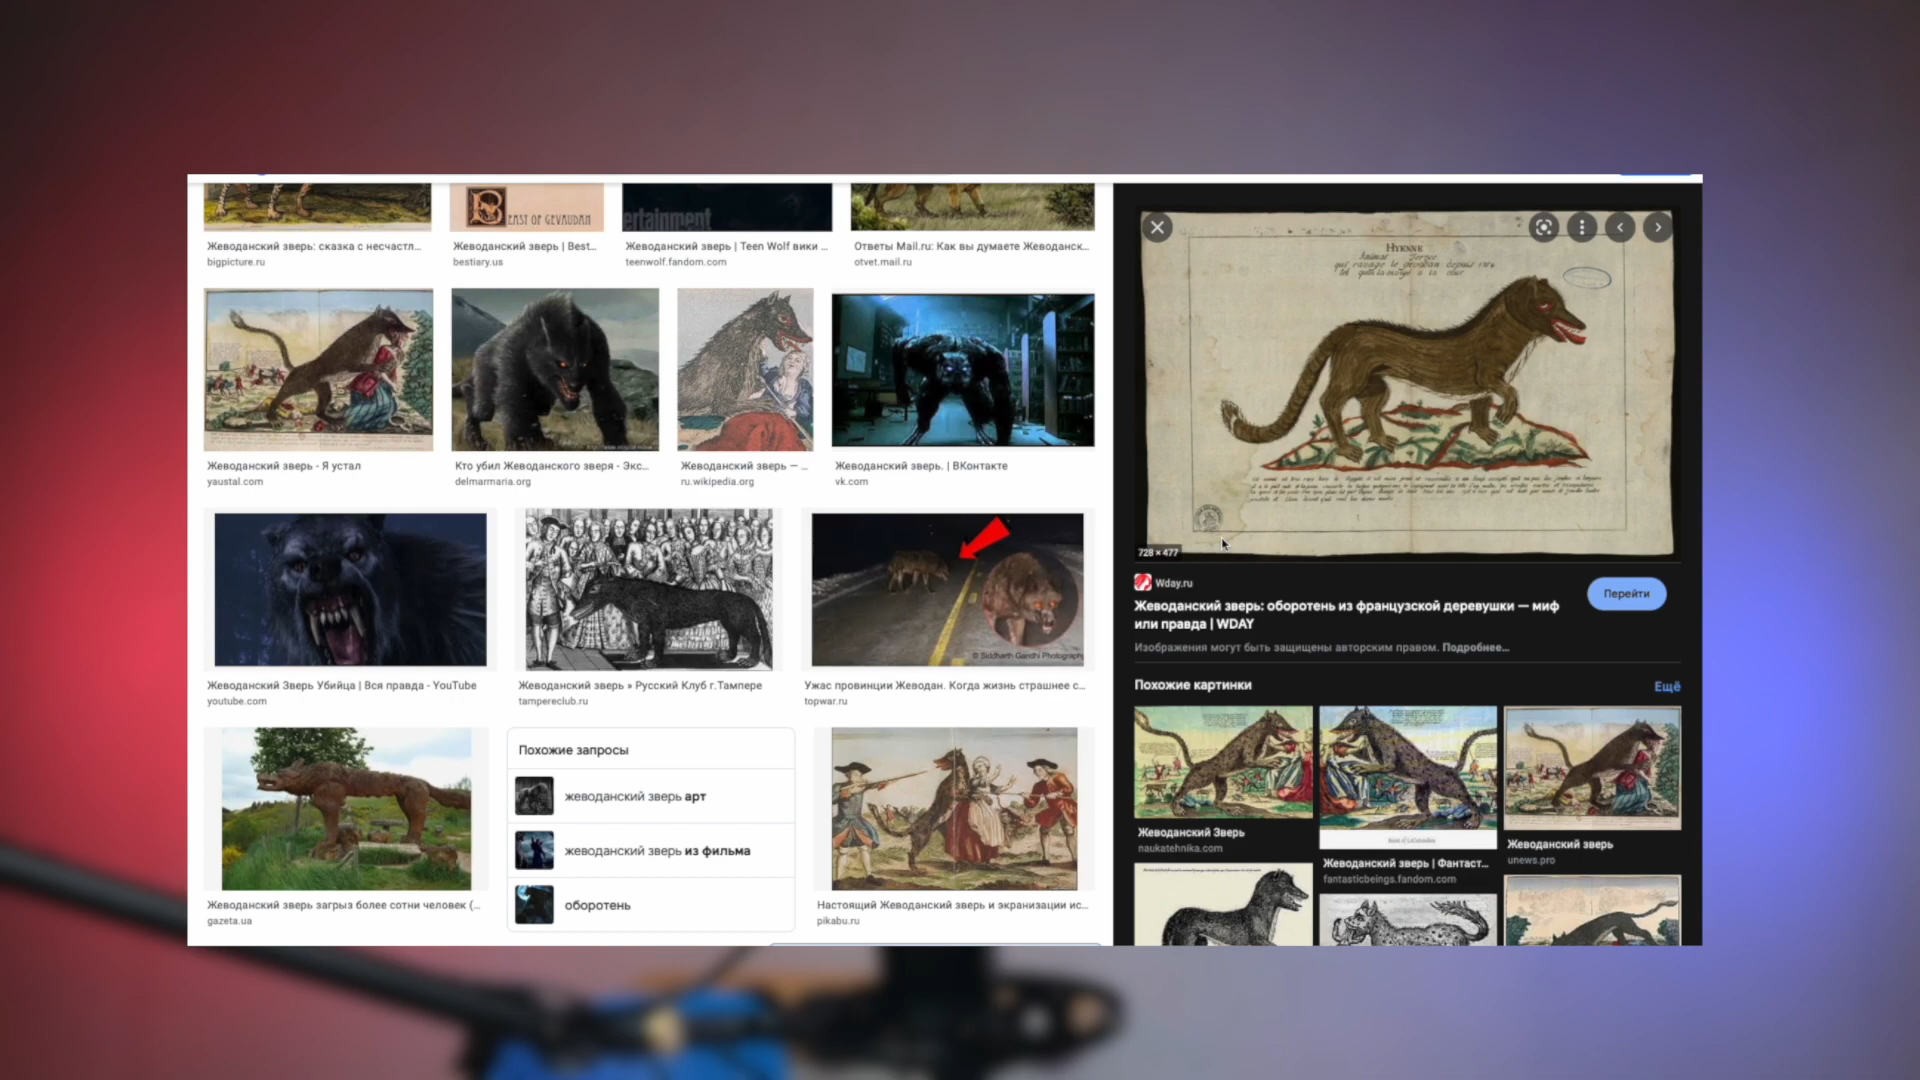 EAST OF GEVAUDAN
ertainment
Жеводанский зверь: сказка с несчастл...
bigpicture.ru
Жеводанский зверь | Best...
bestiary.us
Жеводанский зверь | Teen Wolf вики ...
teenwolf.fandom.com
Ответы Mail.ru: Как вы думаете Жеводанск...
otvet.mail.ru
Жеводанский зверь - Я устал
yaustal.com
Кто убил Жеводанского зверя - Экс...
delmarmaria.org
Жеводанский зверь — ...
ru.wikipedia.org
Жеводанский зверь. | ВКонтакте
vk.com
© Siddharth Gandhi Photography
Жеводанский Зверь Убийца | Вся правда - YouTube
youtube.com
Жеводанский зверь » Русский Клуб г.Тампере
tampereclub.ru
Ужас провинции Жеводан. Когда жизнь страшнее с...
topwar.ru
Похожие запросы
жеводанский зверь арт
жеводанский зверь из фильма
оборотень
Жеводанский зверь загрыз более сотни человек (...
gazeta.ua
Настоящий Жеводанский зверь и экранизации ис...
pikabu.ru
728 × 477
Wday.ru
Жеводанский зверь: оборотень из французской деревушки — миф
или правда | WDAY
Перейти
Изображения могут быть защищены авторским правом. Подробнее...
Похожие картинки
Ещё
Жеводанский Зверь
naukatehnika.com
Жеводанский зверь | Фантаст...
fantasticbeings.fandom.com
Жеводанский зверь
unews.pro